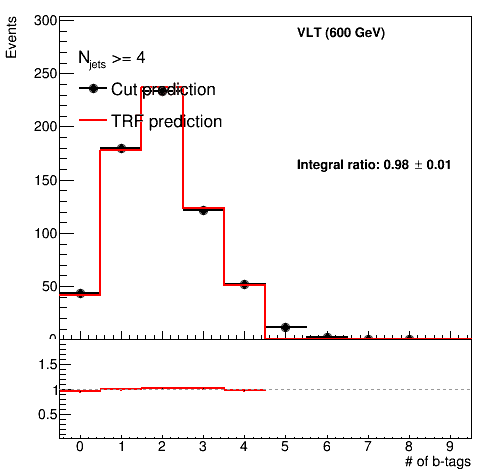 Events
300
VLT (600 GeV)
250
N_jets >= 4
Cut prediction
200
TRF prediction
150
Integral ratio: 0.98 ± 0.01
100
50
0
1.5
1
0.5
0 1 2 3 4 5 6 7 8 9
# of b-tags